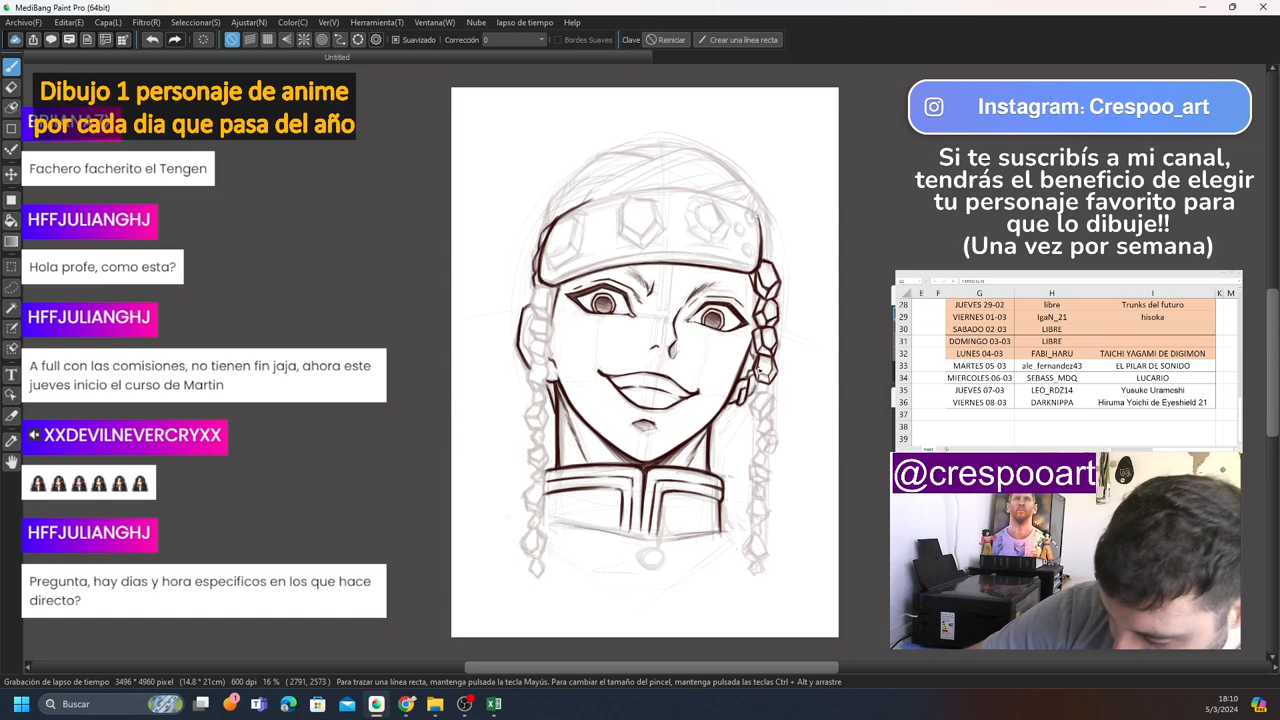 MediBang Paint Pro (64bit)
Archivo(F) Editar(E) Capa(L) Filtro(R) Seleccionar(S) Ajustar(N) Color(C) Ver(V) Herramienta(T) Ventana(W) Nube lapso de tiempo Help
Suavizado Corrección 0 Bordes Suaves Clave Reiniciar Crear una línea recta
Untitled
Dibujo 1 personaje de anime
por cada dia que pasa del año
Fachero facherito el Tengen
HFFJULIANGHJ
Hola profe, como esta?
HFFJULIANGHJ
A full con las comisiones, no tienen fin jaja, ahora este
jueves inicio el curso de Martin
XXDEVILNEVERCRYXX
HFFJULIANGHJ
Pregunta, hay dias y hora especificos en los que hace
directo?
Instagram: Crespoo_art
Si te suscribís a mi canal,
tendrás el beneficio de elegir
tu personaje favorito para
que lo dibuje!!
(Una vez por semana)
E F G H I K L M
28 JUEVES 29-02 libre Trunks del futuro
29 VIERNES 01-03 IgaN_21 hisoka
30 SABADO 02-03 LIBRE
31 DOMINGO 03-03 LIBRE
32 LUNES 04-03 FABI_HARU TAICHI YAGAMI DE DIGIMON
33 MARTES 05-03 ale_fernandez43 EL PILAR DE SONIDO
34 MIERCOLES 06-03 SEBASS_MDQ LUCARIO
35 JUEVES 07-03 LEO_RDZ14 Yusuke Urameshi
36 VIERNES 08-03 DARKNIPPA Hiruma Yoichi de Eyeshield 21
37
38
39
@crespooart
Grabación de lapso de tiempo 3496 * 4960 pixel (14.8 * 21cm) 600 dpi 16 % ( 2791, 2573 ) Para trazar una línea recta, mantenga pulsada la tecla Mayús. Para cambiar el tamaño del pincel, mantenga pulsadas las teclas Ctrl + Alt y arrastre
Buscar
18:10
5/3/2024